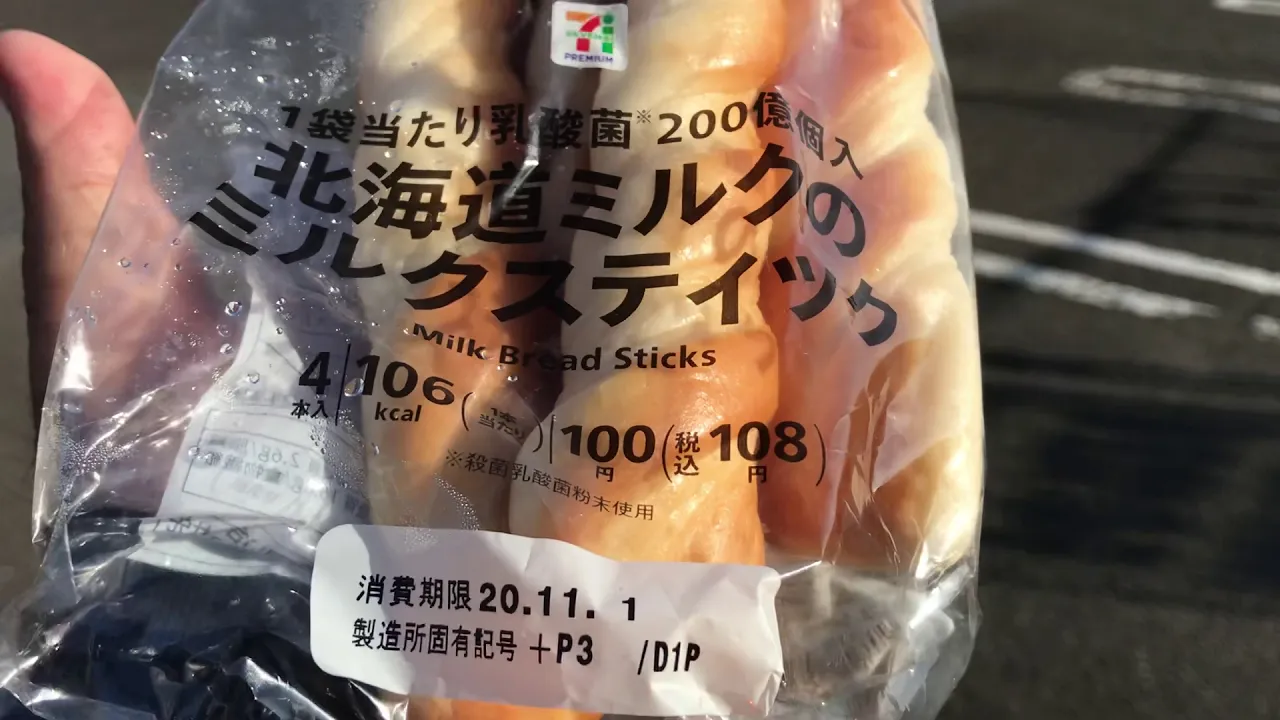 7
PREMIUM
1袋当たり乳酸菌※200億個入
北海道ミルクの
ミルクスティック
Milk Bread Sticks
4本入 106kcal(1本当たり) 100円(税込108円)
※殺菌乳酸菌粉末使用
消費期限20.11. 1
製造所固有記号 +P3 /D1P